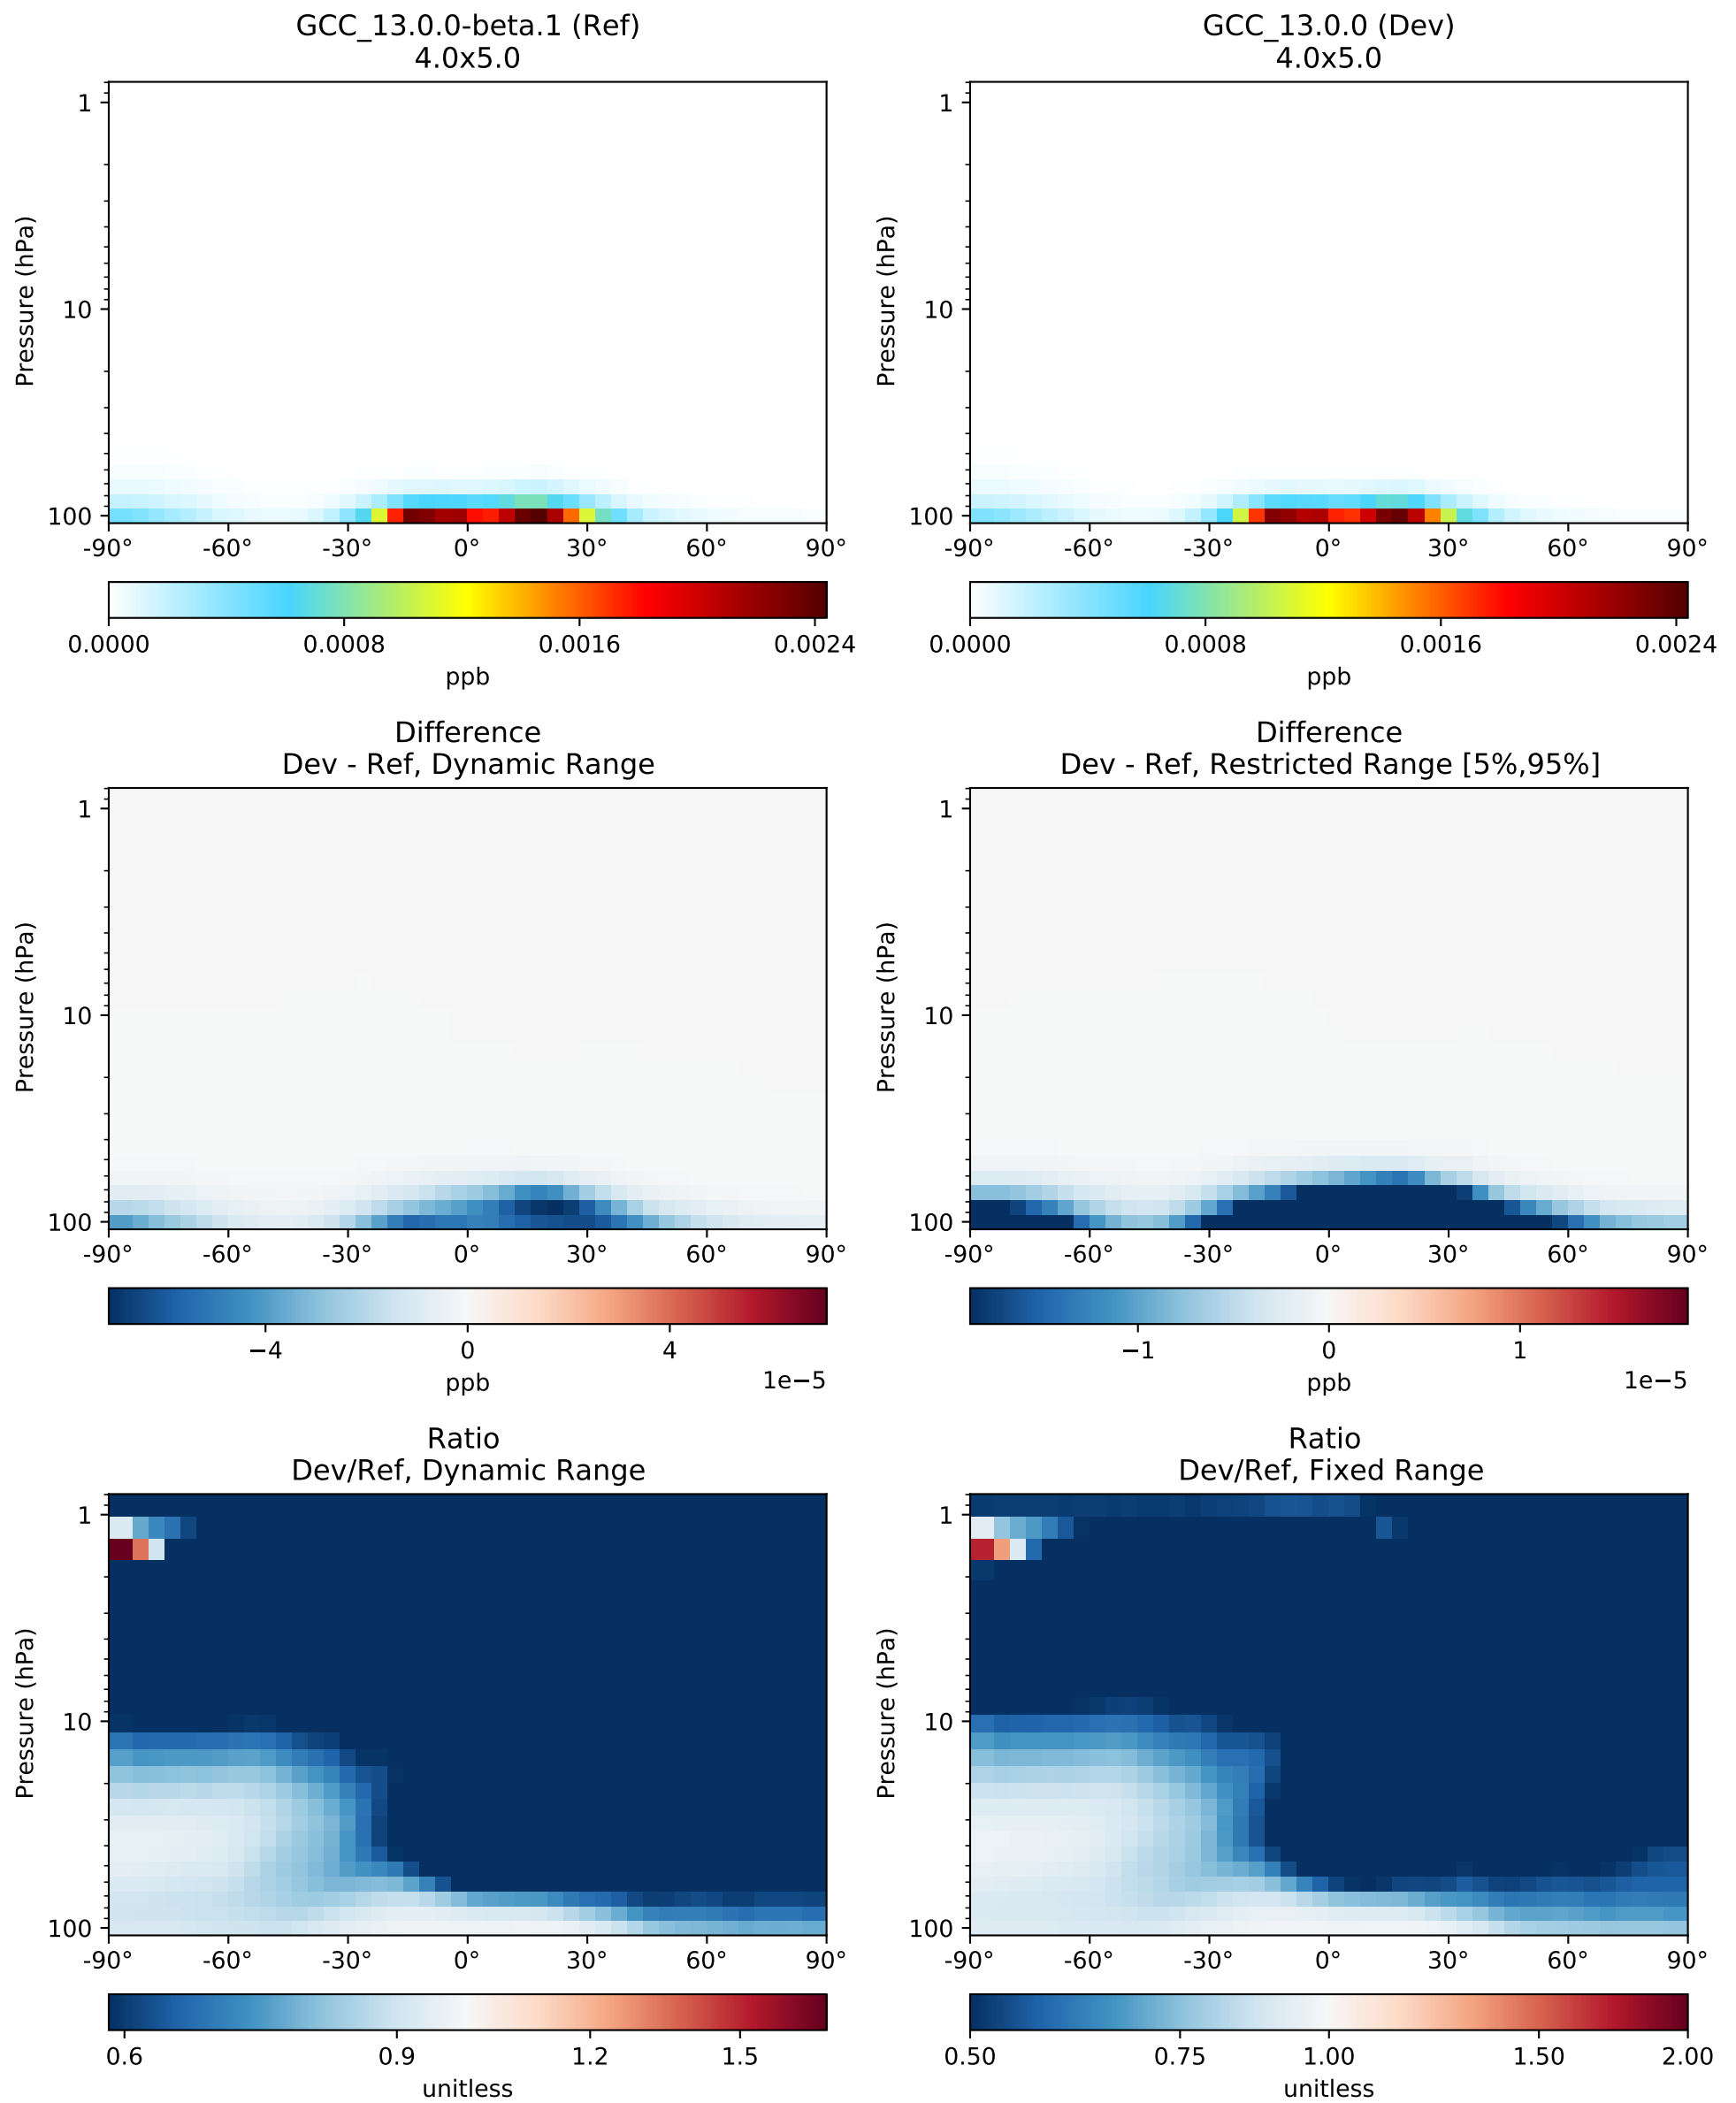 GCC_13.0.0-beta.1 (Ref)
4.0x5.0
Pressure (hPa)
1
10
100
-90° -60° -30° 0° 30° 60° 90°
0.0000 0.0008 0.0016 0.0024
ppb
GCC_13.0.0 (Dev)
4.0x5.0
Pressure (hPa)
1
10
100
-90° -60° -30° 0° 30° 60° 90°
0.0000 0.0008 0.0016 0.0024
ppb
Difference
Dev - Ref, Dynamic Range
Pressure (hPa)
1
10
100
-90° -60° -30° 0° 30° 60° 90°
−4 0 4
ppb
1e−5
Difference
Dev - Ref, Restricted Range [5%,95%]
Pressure (hPa)
1
10
100
-90° -60° -30° 0° 30° 60° 90°
−1 0 1
ppb
1e−5
Ratio
Dev/Ref, Dynamic Range
Pressure (hPa)
1
10
100
-90° -60° -30° 0° 30° 60° 90°
0.6 0.9 1.2 1.5
unitless
Ratio
Dev/Ref, Fixed Range
Pressure (hPa)
1
10
100
-90° -60° -30° 0° 30° 60° 90°
0.50 0.75 1.00 1.50 2.00
unitless